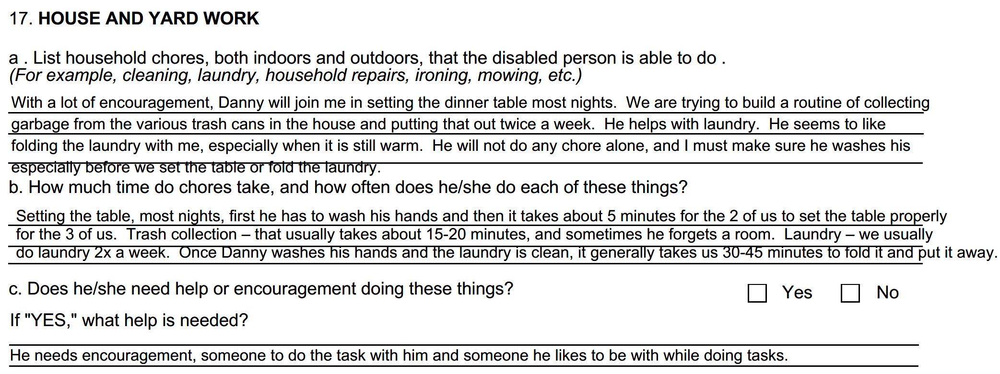 17. HOUSE AND YARD WORK
a . List household chores, both indoors and outdoors, that the disabled person is able to do .
(For example, cleaning, laundry, household repairs, ironing, mowing, etc.)
With a lot of encouragement, Danny will join me in setting the dinner table most nights.  We are trying to build a routine of collecting
garbage from the various trash cans in the house and putting that out twice a week.  He helps with laundry.  He seems to like
folding the laundry with me, especially when it is still warm.  He will not do any chore alone, and I must make sure he washes his
especially before we set the table or fold the laundry.
b. How much time do chores take, and how often does he/she do each of these things?
Setting the table, most nights, first he has to wash his hands and then it takes about 5 minutes for the 2 of us to set the table properly
for the 3 of us.  Trash collection – that usually takes about 15-20 minutes, and sometimes he forgets a room.  Laundry – we usually
do laundry 2x a week.  Once Danny washes his hands and the laundry is clean, it generally takes us 30-45 minutes to fold it and put it away.
c. Does he/she need help or encouragement doing these things? Yes No
If "YES," what help is needed?
He needs encouragement, someone to do the task with him and someone he likes to be with while doing tasks.